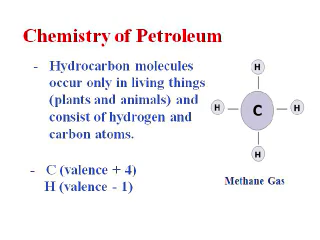 Chemistry of Petroleum
- Hydrocarbon molecules
occur only in living things
(plants and animals) and
consist of hydrogen and
carbon atoms.
- C (valence + 4)
H (valence - 1)
H
H
C
H
H
Methane Gas